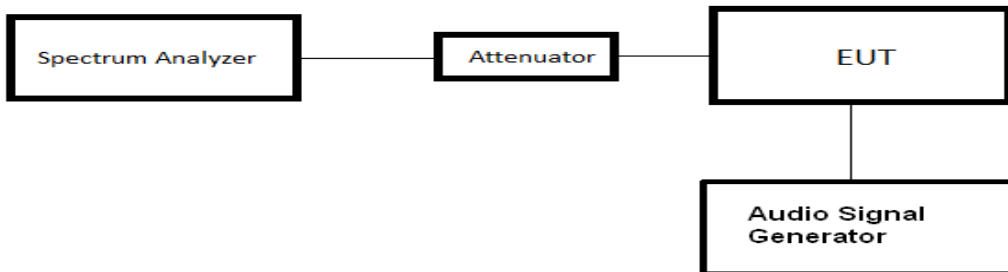 Spectrum Analyzer
Attenuator
EUT
Audio Signal
Generator